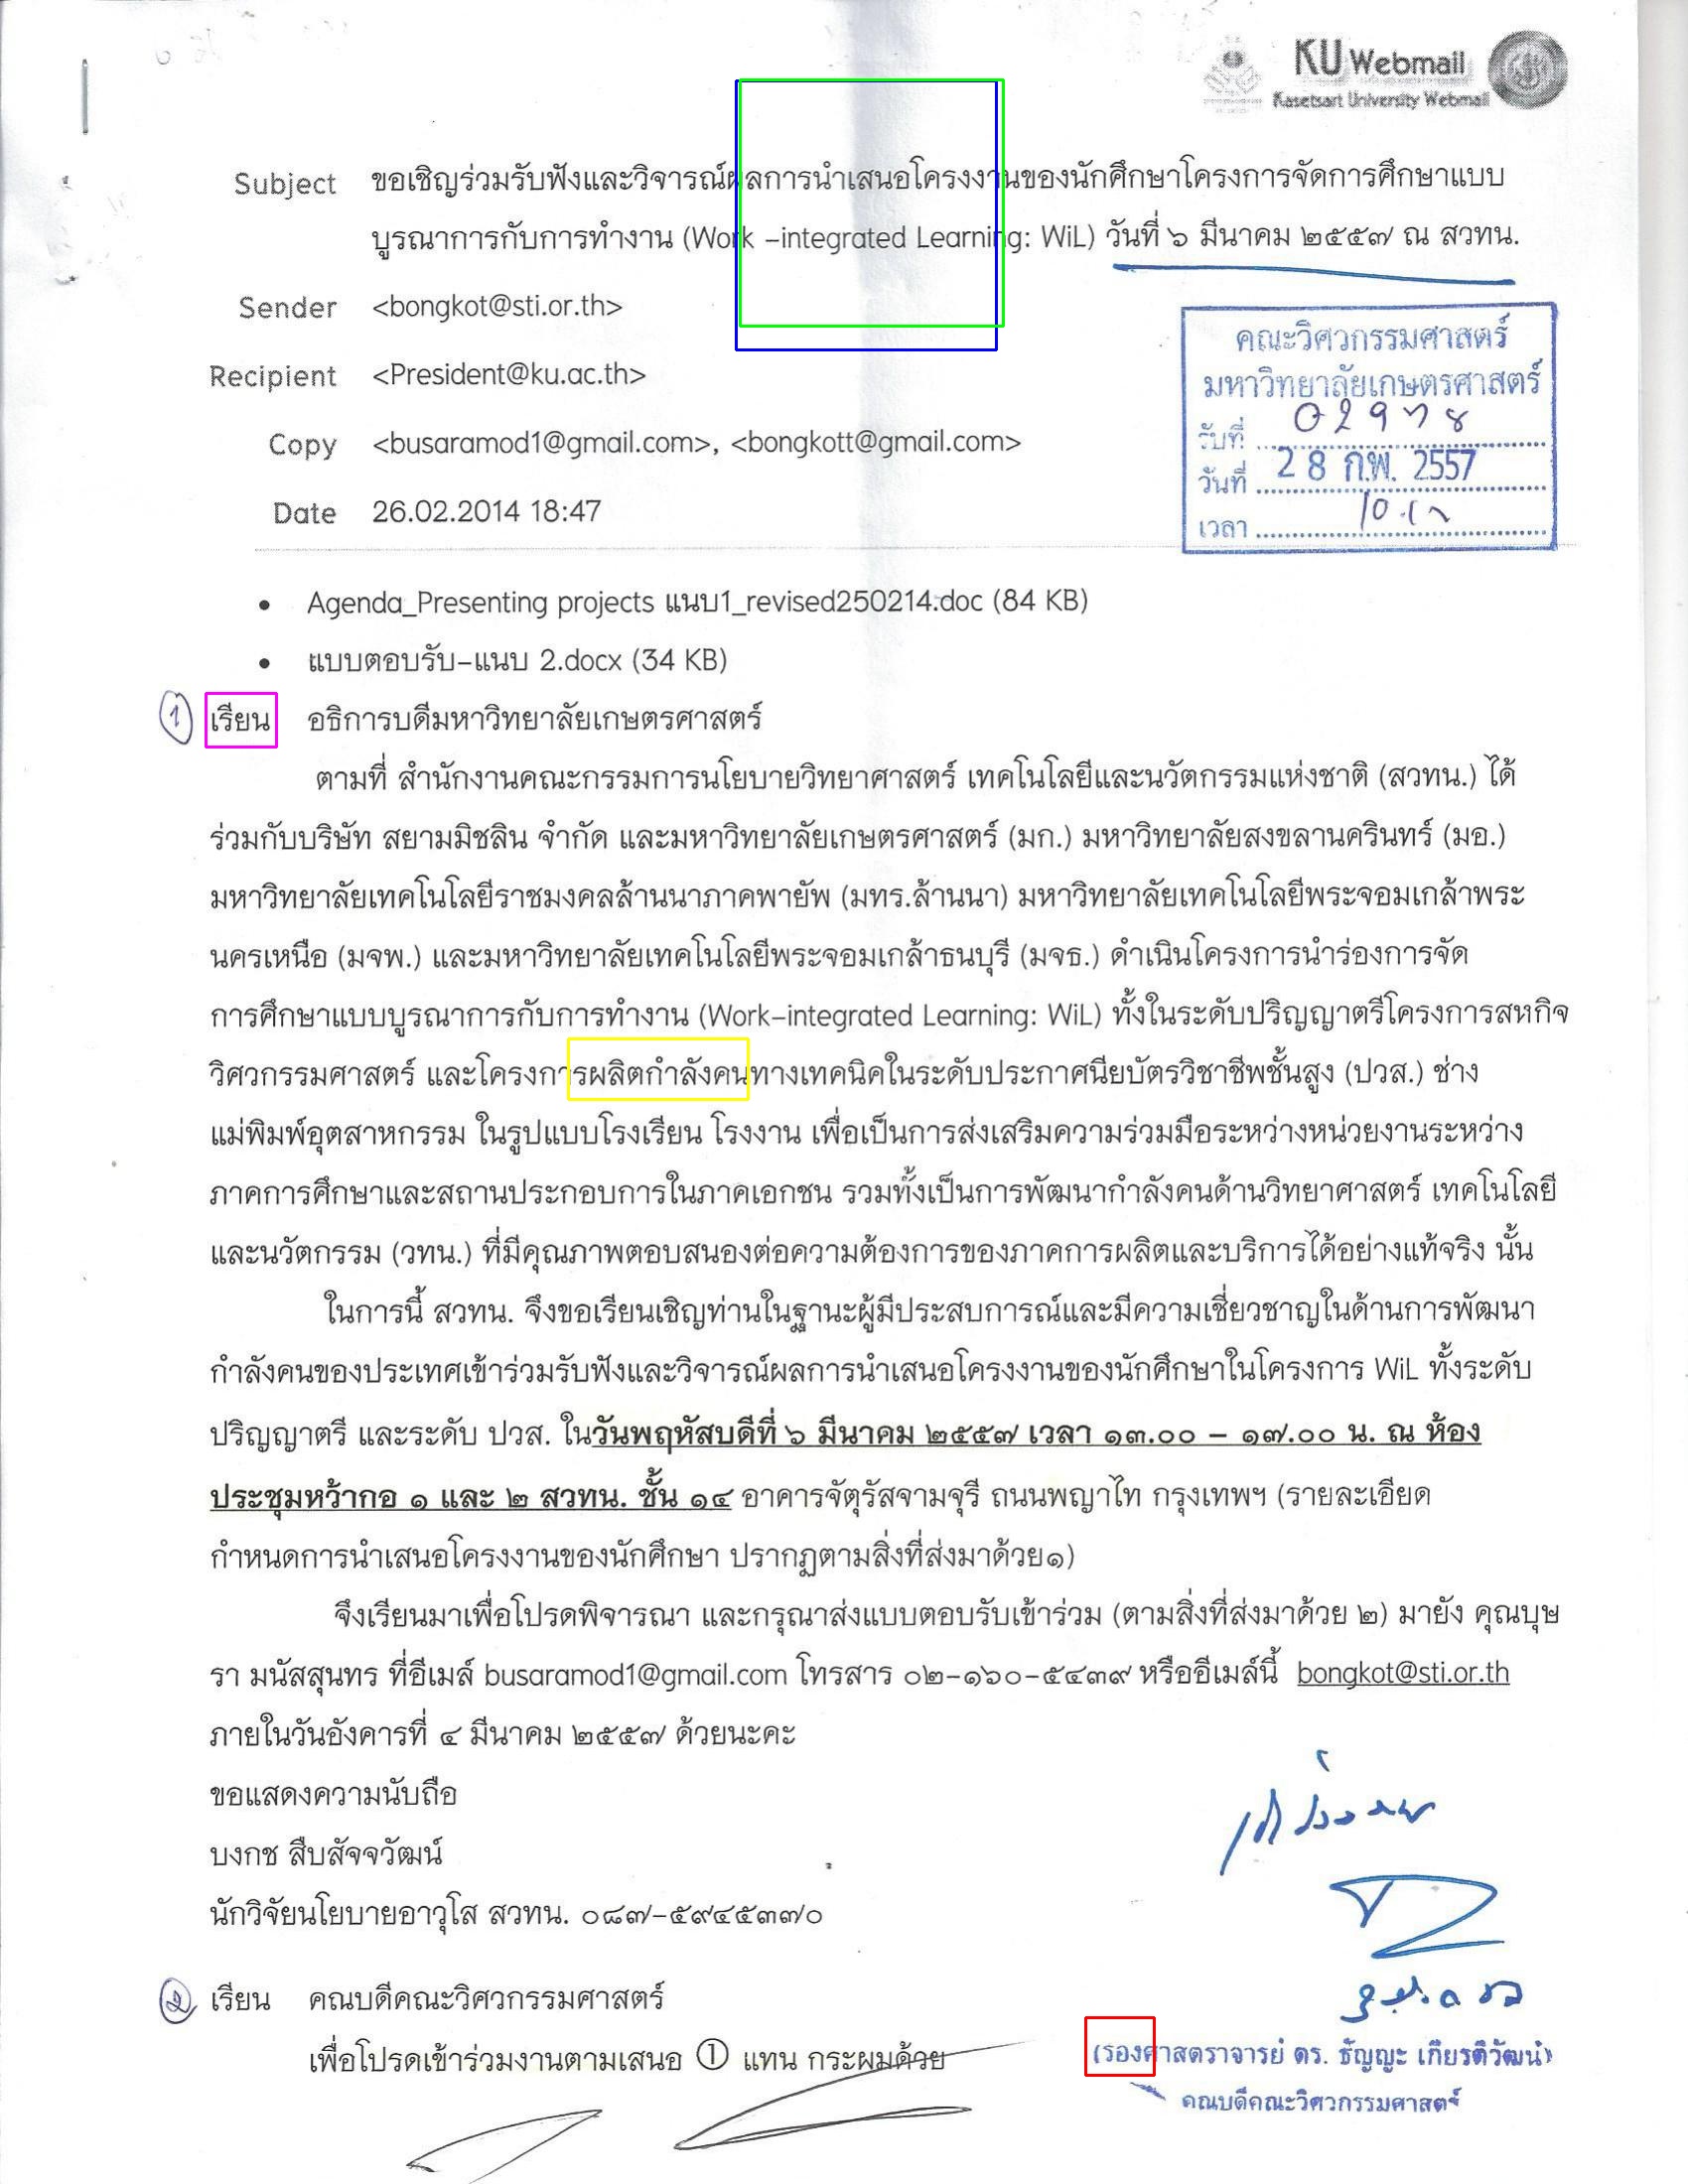 KU Webmail
Kasetsart University Webmail
Subject ขอเชิญร่วมรับฟังและวิจารณ์ผลการนำเสนอโครงงานของนักศึกษาโครงการจัดการศึกษาแบบ
บูรณาการกับการทำงาน (Work -integrated Learning: WiL) วันที่ ๖ มีนาคม ๒๕๕๗ ณ สวทน.
Sender <bongkot@sti.or.th>
Recipient <President@ku.ac.th>
Copy <busaramod1@gmail.com>, <bongkott@gmail.com>
Date 26.02.2014 18:47
คณะวิศวกรรมศาสตร์
มหาวิทยาลัยเกษตรศาสตร์
รับที่
วันที่ 28 ก.พ. 2557
เวลา
• Agenda_Presenting projects แนบ1_revised250214.doc (84 KB)
• แบบตอบรับ-แนบ 2.docx (34 KB)
1 เรียน อธิการบดีมหาวิทยาลัยเกษตรศาสตร์
ตามที่ สำนักงานคณะกรรมการนโยบายวิทยาศาสตร์ เทคโนโลยีและนวัตกรรมแห่งชาติ (สวทน.) ได้
ร่วมกับบริษัท สยามมิชลิน จำกัด และมหาวิทยาลัยเกษตรศาสตร์ (มก.) มหาวิทยาลัยสงขลานครินทร์ (มอ.)
มหาวิทยาลัยเทคโนโลยีราชมงคลล้านนาภาคพายัพ (มทร.ล้านนา) มหาวิทยาลัยเทคโนโลยีพระจอมเกล้าพระ
นครเหนือ (มจพ.) และมหาวิทยาลัยเทคโนโลยีพระจอมเกล้าธนบุรี (มจธ.) ดำเนินโครงการนำร่องการจัด
การศึกษาแบบบูรณาการกับการทำงาน (Work-integrated Learning: WiL) ทั้งในระดับปริญญาตรีโครงการสหกิจ
วิศวกรรมศาสตร์ และโครงการผลิตกำลังคนทางเทคนิคในระดับประกาศนียบัตรวิชาชีพชั้นสูง (ปวส.) ช่าง
แม่พิมพ์อุตสาหกรรม ในรูปแบบโรงเรียน โรงงาน เพื่อเป็นการส่งเสริมความร่วมมือระหว่างหน่วยงานระหว่าง
ภาคการศึกษาและสถานประกอบการในภาคเอกชน รวมทั้งเป็นการพัฒนากำลังคนด้านวิทยาศาสตร์ เทคโนโลยี
และนวัตกรรม (วทน.) ที่มีคุณภาพตอบสนองต่อความต้องการของภาคการผลิตและบริการได้อย่างแท้จริง นั้น
ในการนี้ สวทน. จึงขอเรียนเชิญท่านในฐานะผู้มีประสบการณ์และมีความเชี่ยวชาญในด้านการพัฒนา
กำลังคนของประเทศเข้าร่วมรับฟังและวิจารณ์ผลการนำเสนอโครงงานของนักศึกษาในโครงการ WiL ทั้งระดับ
ปริญญาตรี และระดับ ปวส. ในวันพฤหัสบดีที่ ๖ มีนาคม ๒๕๕๗ เวลา ๑๓.๐๐ - ๑๗.๐๐ น. ณ ห้อง
ประชุมหว้ากอ ๑ และ ๒ สวทน. ชั้น ๑๔ อาคารจัตุรัสจามจุรี ถนนพญาไท กรุงเทพฯ (รายละเอียด
กำหนดการนำเสนอโครงงานของนักศึกษา ปรากฏตามสิ่งที่ส่งมาด้วย๑)
จึงเรียนมาเพื่อโปรดพิจารณา และกรุณาส่งแบบตอบรับเข้าร่วม (ตามสิ่งที่ส่งมาด้วย ๒) มายัง คุณบุษ
รา มนัสสุนทร ที่อีเมล์ busaramod1@gmail.com โทรสาร ๐๒-๑๖๐-๕๔๓๙ หรืออีเมล์นี้ bongkot@sti.or.th
ภายในวันอังคารที่ ๔ มีนาคม ๒๕๕๗ ด้วยนะคะ
ขอแสดงความนับถือ
บงกช สืบสัจจวัฒน์
นักวิจัยนโยบายอาวุโส สวทน. ๐๘๗-๕๙๔๕๓๗๐
๒ เรียน คณบดีคณะวิศวกรรมศาสตร์
เพื่อโปรดเข้าร่วมงานตามเสนอ ① แทน กระผมด้วย
(รองศาสตราจารย์ ดร. ธัญญะ เกียรติวัฒน์)
คณบดีคณะวิศวกรรมศาสตร์